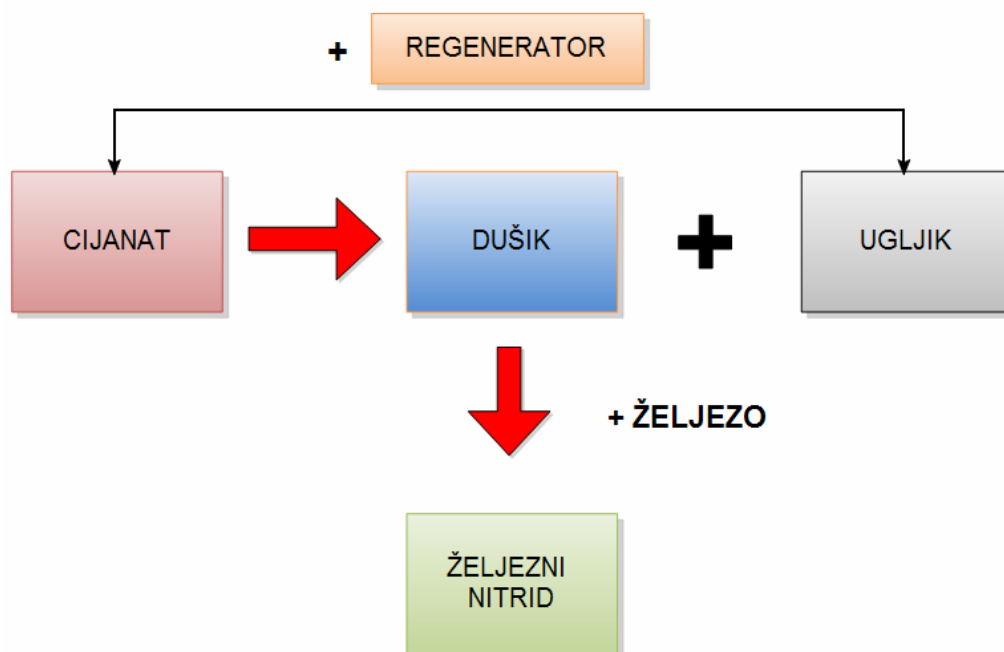 + REGENERATOR
CIJANAT
DUŠIK
+
UGLJIK
+ ŽELJEZO
ŽELJEZNI
NITRID